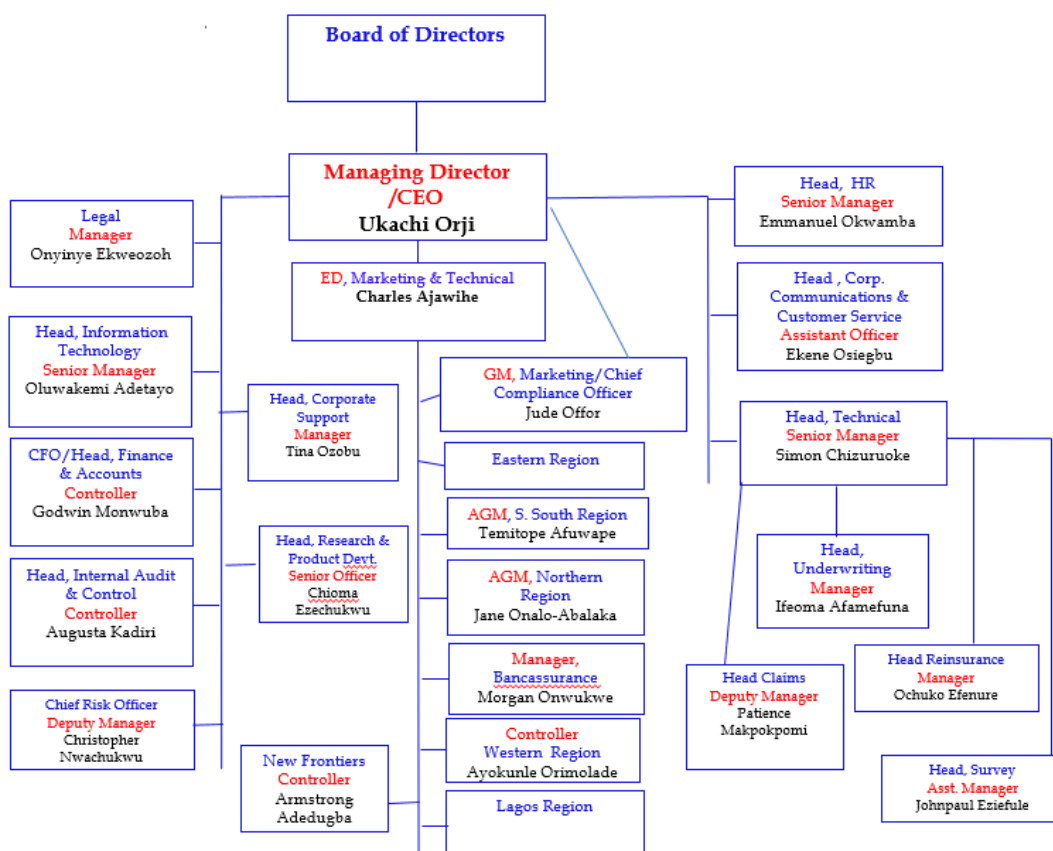 Board of Directors
Managing Director
/CEO
Ukachi Orji
ED, Marketing & Technical
Charles Ajawihe
Legal
Manager
Onyinye Ekweozoh
Head, Information
Technology
Senior Manager
Oluwakemi Adetayo
CFO/Head, Finance
& Accounts
Controller
Godwin Monwuba
Head, Internal Audit
& Control
Controller
Augusta Kadiri
Chief Risk Officer
Deputy Manager
Christopher
Nwachukwu
Head, Corporate
Support
Manager
Tina Ozobu
Head, Research &
Product Devt.
Senior Officer
Chioma
Ezechukwu
New Frontiers
Controller
Armstrong
Adedugba
GM, Marketing/Chief
Compliance Officer
Jude Offor
Eastern Region
AGM, S. South Region
Temitope Afuwape
AGM, Northern
Region
Jane Onalo-Abalaka
Manager,
Bancassurance
Morgan Onwukwe
Controller
Western Region
Ayokunle Orimolade
Lagos Region
Head, HR
Senior Manager
Emmanuel Okwamba
Head , Corp.
Communications &
Customer Service
Assistant Officer
Ekene Osiegbu
Head, Technical
Senior Manager
Simon Chizuruoke
Head,
Underwriting
Manager
Ifeoma Afamefuna
Head Claims
Deputy Manager
Patience
Makpokpomi
Head Reinsurance
Manager
Ochuko Efenure
Head, Survey
Asst. Manager
Johnpaul Eziefule